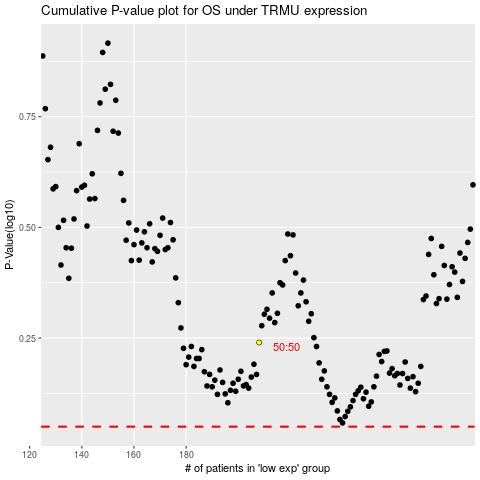 Cumulative P-value plot for OS under TRMU expression
P-Value(log10)
0.75
0.50
0.25
50:50
120 140 160 180
# of patients in 'low exp' group